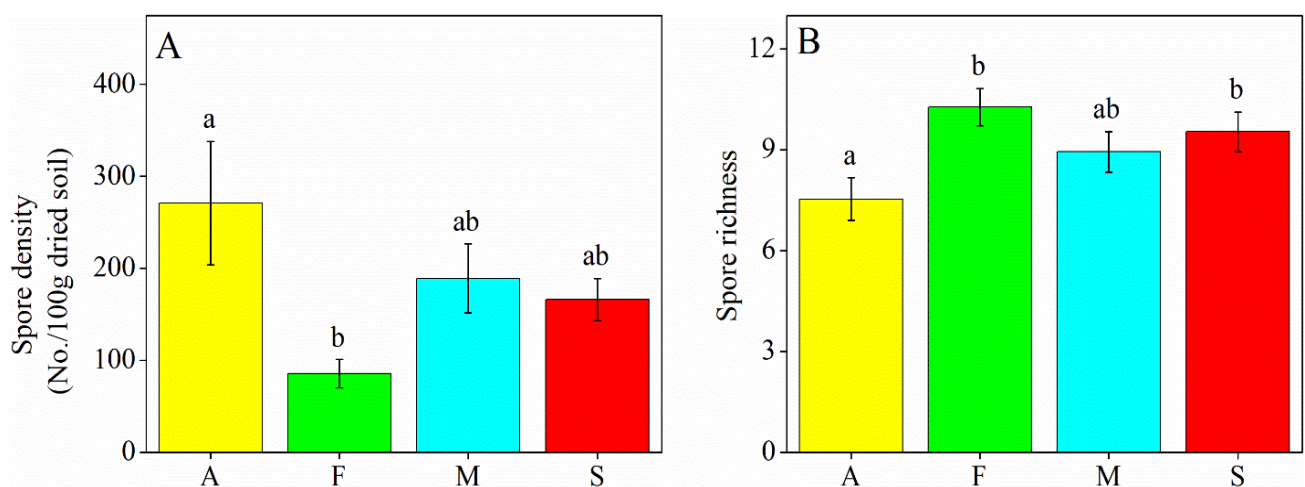 A
Spore density
(No./100g dried soil)
400
300
200
100
0
a
b
ab
ab
A
F
M
S
B
Spore richness
12
9
6
3
0
a
b
ab
b
A
F
M
S